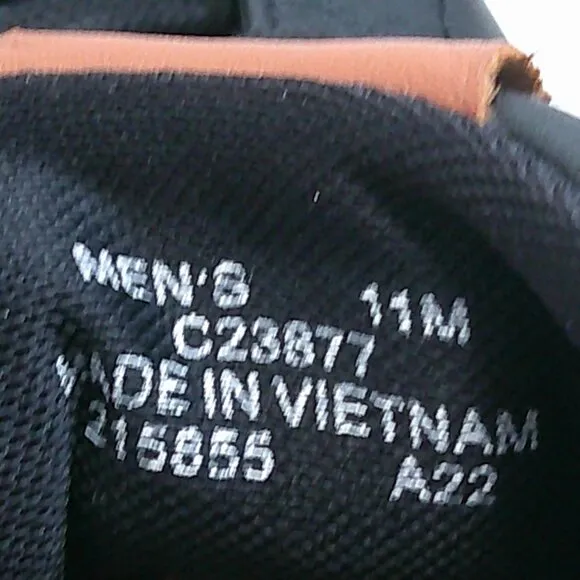 MEN'S 11M
C23877
MADE IN VIETNAM
215855 A22